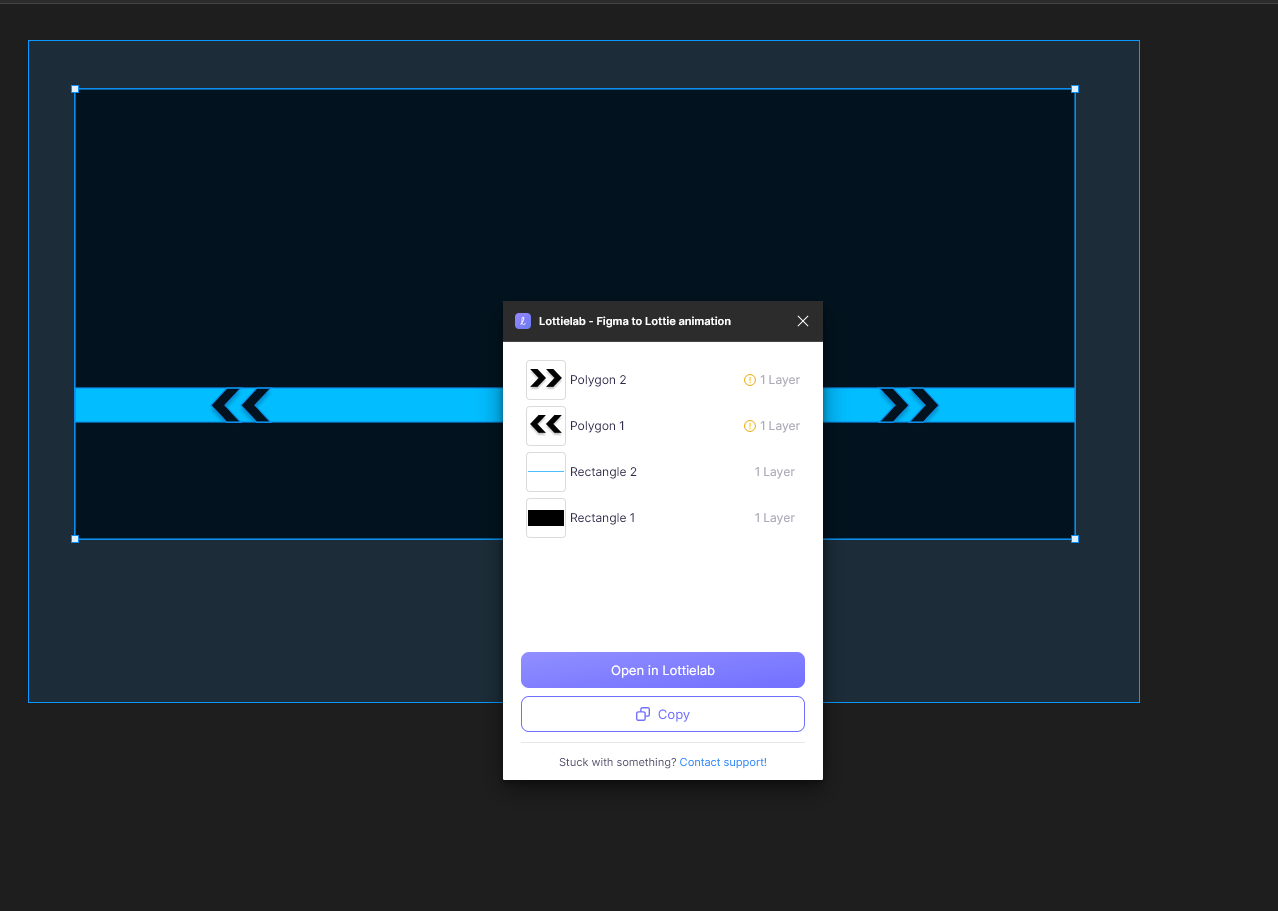 Lottielab - Figma to Lottie animation
Polygon 2 1 Layer
Polygon 1 1 Layer
Rectangle 2 1 Layer
Rectangle 1 1 Layer
Open in Lottielab
Copy
Stuck with something? Contact support!